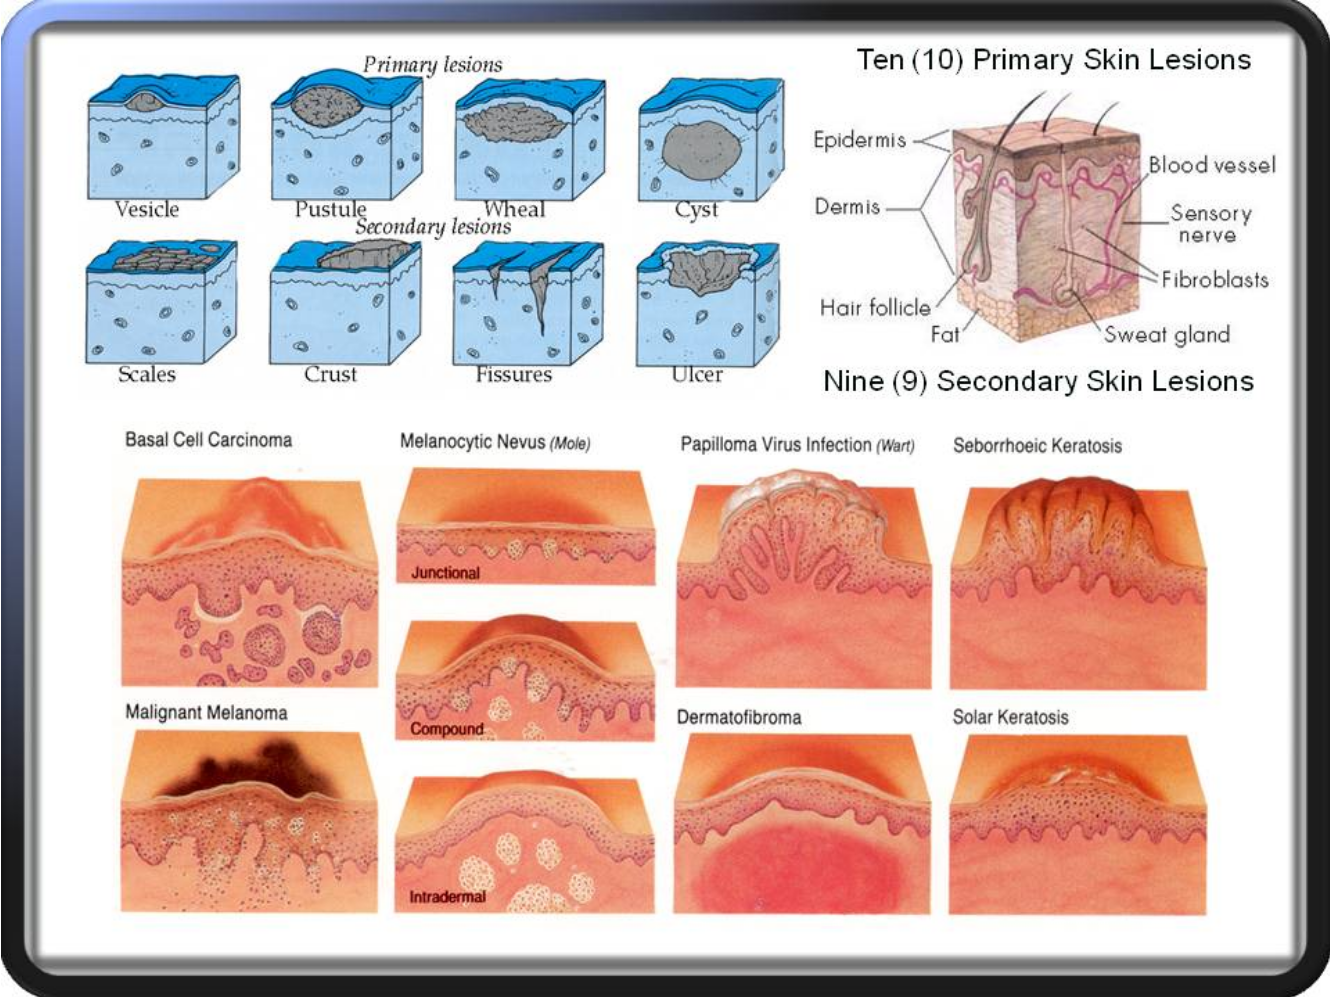 Primary lesions
Ten (10) Primary Skin Lesions
Vesicle
Pustule
Wheal
Cyst
Secondary lesions
Scales
Crust
Fissures
Ulcer
Epidermis
Dermis
Hair follicle
Fat
Blood vessel
Sensory
nerve
Fibroblasts
Sweat gland
Nine (9) Secondary Skin Lesions
Basal Cell Carcinoma
Melanocytic Nevus (Mole)
Papilloma Virus Infection (Wart)
Seborrhoeic Keratosis
Junctional
Compound
Intradermal
Malignant Melanoma
Dermatofibroma
Solar Keratosis